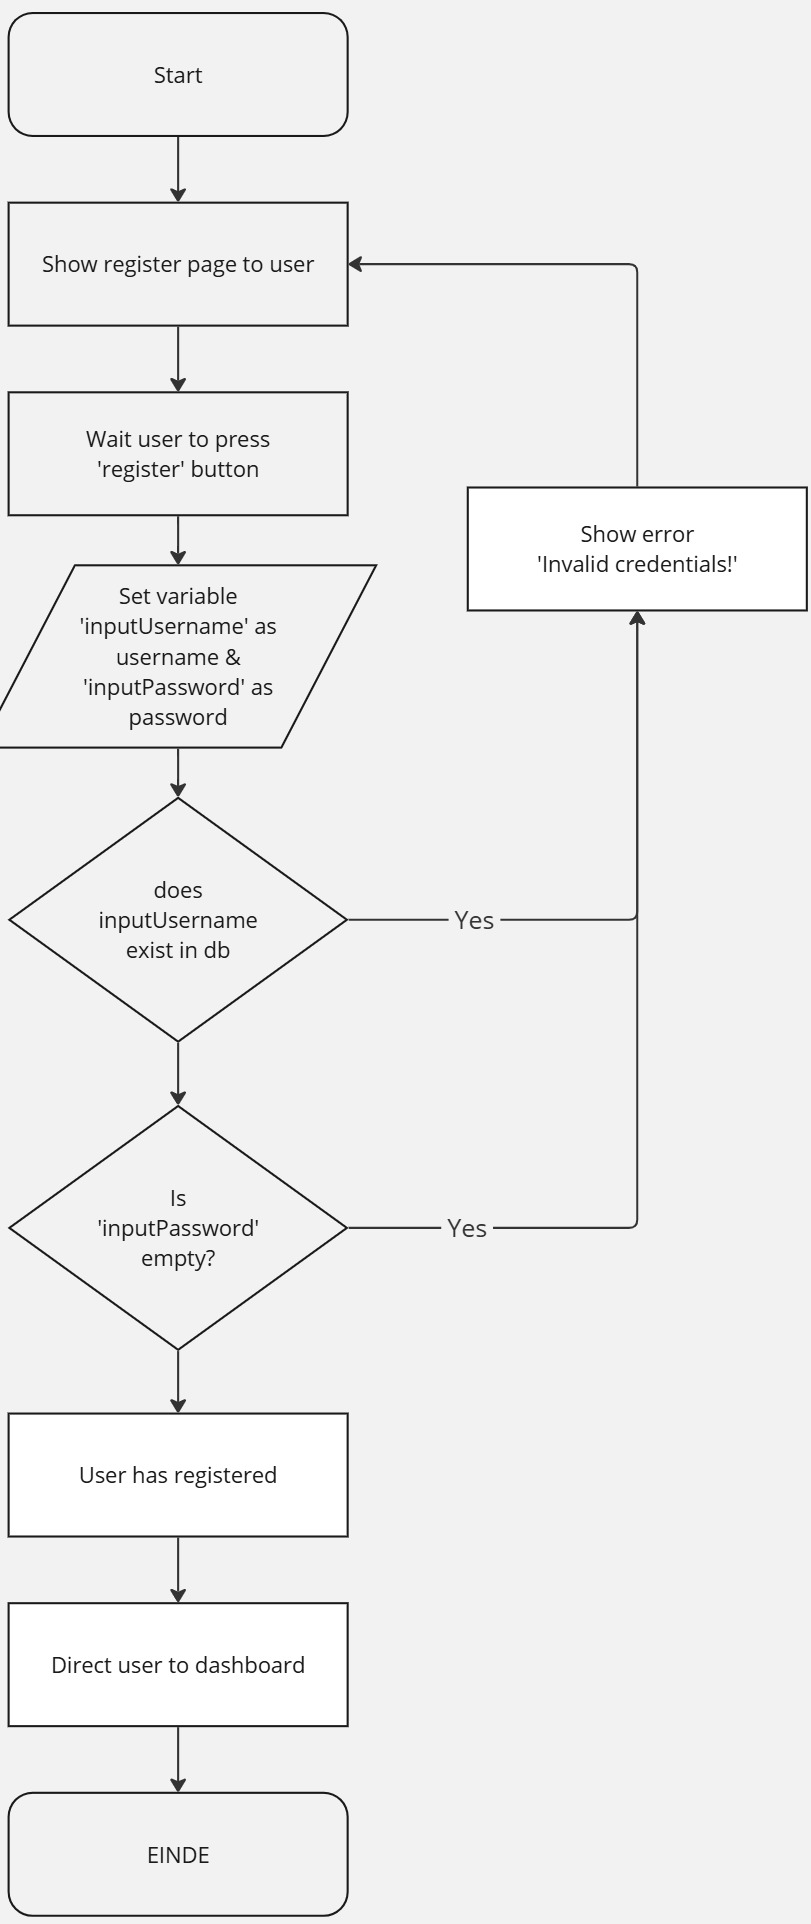 Start
Show register page to user
Wait user to press
'register' button
Show error
'Invalid credentials!'
Set variable
'inputUsername' as
username &
'inputPassword' as
password
does
inputUsername
exist in db
Yes
Is
'inputPassword'
empty?
Yes
User has registered
Direct user to dashboard
EINDE